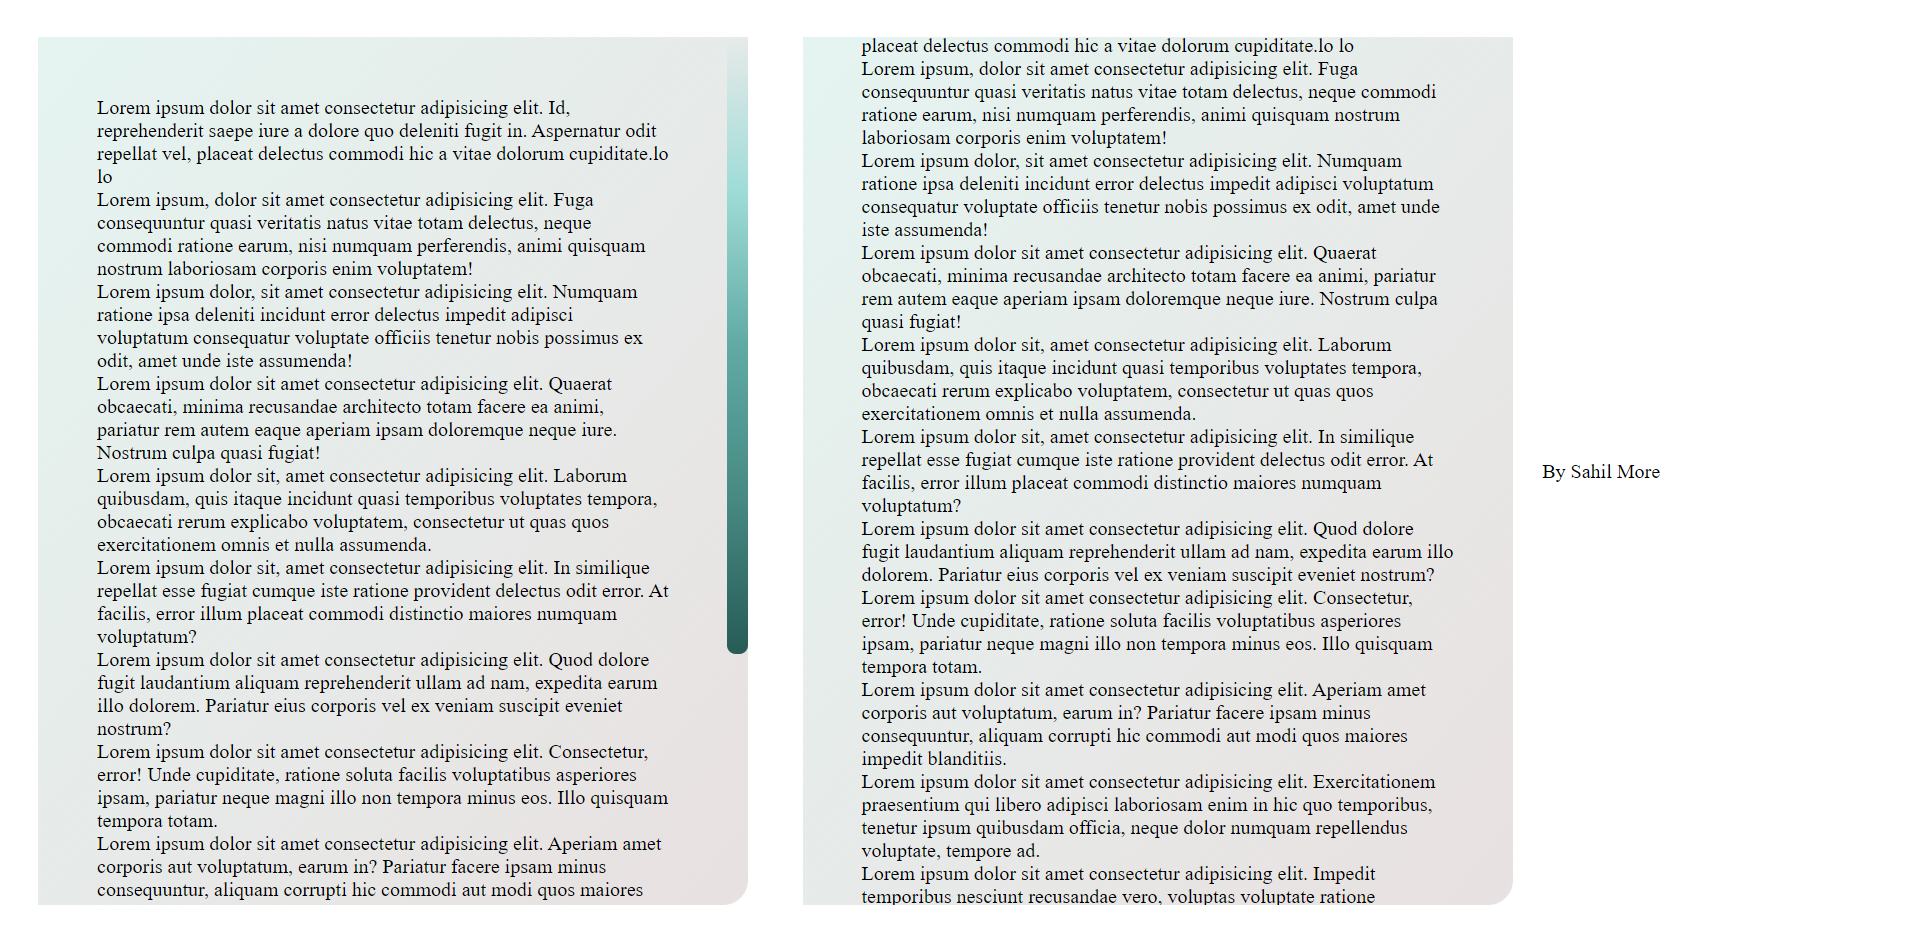 Lorem ipsum dolor sit amet consectetur adipisicing elit. Id,
reprehenderit saepe iure a dolore quo deleniti fugit in. Aspernatur odit
repellat vel, placeat delectus commodi hic a vitae dolorum cupiditate.lo
lo
Lorem ipsum, dolor sit amet consectetur adipisicing elit. Fuga
consequuntur quasi veritatis natus vitae totam delectus, neque
commodi ratione earum, nisi numquam perferendis, animi quisquam
nostrum laboriosam corporis enim voluptatem!
Lorem ipsum dolor, sit amet consectetur adipisicing elit. Numquam
ratione ipsa deleniti incidunt error delectus impedit adipisci
voluptatum consequatur voluptate officiis tenetur nobis possimus ex
odit, amet unde iste assumenda!
Lorem ipsum dolor sit amet consectetur adipisicing elit. Quaerat
obcaecati, minima recusandae architecto totam facere ea animi,
pariatur rem autem eaque aperiam ipsam doloremque neque iure.
Nostrum culpa quasi fugiat!
Lorem ipsum dolor sit, amet consectetur adipisicing elit. Laborum
quibusdam, quis itaque incidunt quasi temporibus voluptates tempora,
obcaecati rerum explicabo voluptatem, consectetur ut quas quos
exercitationem omnis et nulla assumenda.
Lorem ipsum dolor sit, amet consectetur adipisicing elit. In similique
repellat esse fugiat cumque iste ratione provident delectus odit error. At
facilis, error illum placeat commodi distinctio maiores numquam
voluptatum?
Lorem ipsum dolor sit amet consectetur adipisicing elit. Quod dolore
fugit laudantium aliquam reprehenderit ullam ad nam, expedita earum
illo dolorem. Pariatur eius corporis vel ex veniam suscipit eveniet
nostrum?
Lorem ipsum dolor sit amet consectetur adipisicing elit. Consectetur,
error! Unde cupiditate, ratione soluta facilis voluptatibus asperiores
ipsam, pariatur neque magni illo non tempora minus eos. Illo quisquam
tempora totam.
Lorem ipsum dolor sit amet consectetur adipisicing elit. Aperiam amet
corporis aut voluptatum, earum in? Pariatur facere ipsam minus
consequuntur, aliquam corrupti hic commodi aut modi quos maiores
placeat delectus commodi hic a vitae dolorum cupiditate.lo lo
Lorem ipsum, dolor sit amet consectetur adipisicing elit. Fuga
consequuntur quasi veritatis natus vitae totam delectus, neque commodi
ratione earum, nisi numquam perferendis, animi quisquam nostrum
laboriosam corporis enim voluptatem!
Lorem ipsum dolor, sit amet consectetur adipisicing elit. Numquam
ratione ipsa deleniti incidunt error delectus impedit adipisci voluptatum
consequatur voluptate officiis tenetur nobis possimus ex odit, amet unde
iste assumenda!
Lorem ipsum dolor sit amet consectetur adipisicing elit. Quaerat
obcaecati, minima recusandae architecto totam facere ea animi, pariatur
rem autem eaque aperiam ipsam doloremque neque iure. Nostrum culpa
quasi fugiat!
Lorem ipsum dolor sit, amet consectetur adipisicing elit. Laborum
quibusdam, quis itaque incidunt quasi temporibus voluptates tempora,
obcaecati rerum explicabo voluptatem, consectetur ut quas quos
exercitationem omnis et nulla assumenda.
Lorem ipsum dolor sit, amet consectetur adipisicing elit. In similique
repellat esse fugiat cumque iste ratione provident delectus odit error. At
facilis, error illum placeat commodi distinctio maiores numquam
voluptatum?
Lorem ipsum dolor sit amet consectetur adipisicing elit. Quod dolore
fugit laudantium aliquam reprehenderit ullam ad nam, expedita earum illo
dolorem. Pariatur eius corporis vel ex veniam suscipit eveniet nostrum?
Lorem ipsum dolor sit amet consectetur adipisicing elit. Consectetur,
error! Unde cupiditate, ratione soluta facilis voluptatibus asperiores
ipsam, pariatur neque magni illo non tempora minus eos. Illo quisquam
tempora totam.
Lorem ipsum dolor sit amet consectetur adipisicing elit. Aperiam amet
corporis aut voluptatum, earum in? Pariatur facere ipsam minus
consequuntur, aliquam corrupti hic commodi aut modi quos maiores
impedit blanditiis.
Lorem ipsum dolor sit amet consectetur adipisicing elit. Exercitationem
praesentium qui libero adipisci laboriosam enim in hic quo temporibus,
tenetur ipsum quibusdam officia, neque dolor numquam repellendus
voluptate, tempore ad.
Lorem ipsum dolor sit amet consectetur adipisicing elit. Impedit
temporibus nesciunt recusandae vero, voluptas voluptate ratione
By Sahil More